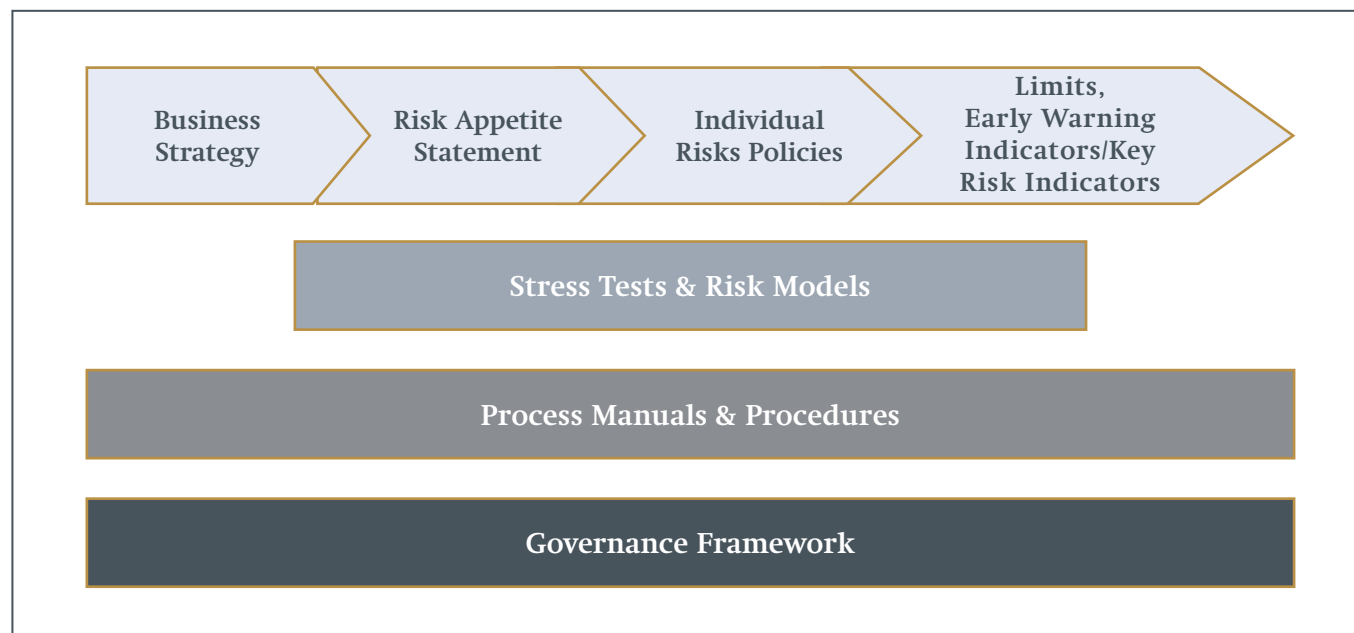 Business
Strategy
Risk Appetite
Statement
Individual
Risks Policies
Limits,
Early Warning
Indicators/Key
Risk Indicators
Stress Tests & Risk Models
Process Manuals & Procedures
Governance Framework